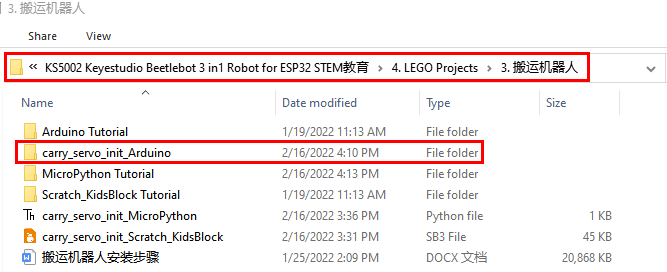 3. 搬运机器人
Share View
« KS5002 Keyestudio Beetlebot 3 in1 Robot for ESP32 STEM教育 > 4. LEGO Projects > 3. 搬运机器人
Name Date modified Type Size
Arduino Tutorial 1/19/2022 11:13 AM File folder
carry_servo_init_Arduino 2/16/2022 4:10 PM File folder
MicroPython Tutorial 2/16/2022 4:13 PM File folder
Scratch_KidsBlock Tutorial 1/19/2022 11:13 AM File folder
carry_servo_init_MicroPython 2/16/2022 3:36 PM Python file 1 KB
carry_servo_init_Scratch_KidsBlock 2/16/2022 3:31 PM SB3 File 45 KB
搬运机器人安装步骤 1/25/2022 2:09 PM DOCX 文档 20,868 KB